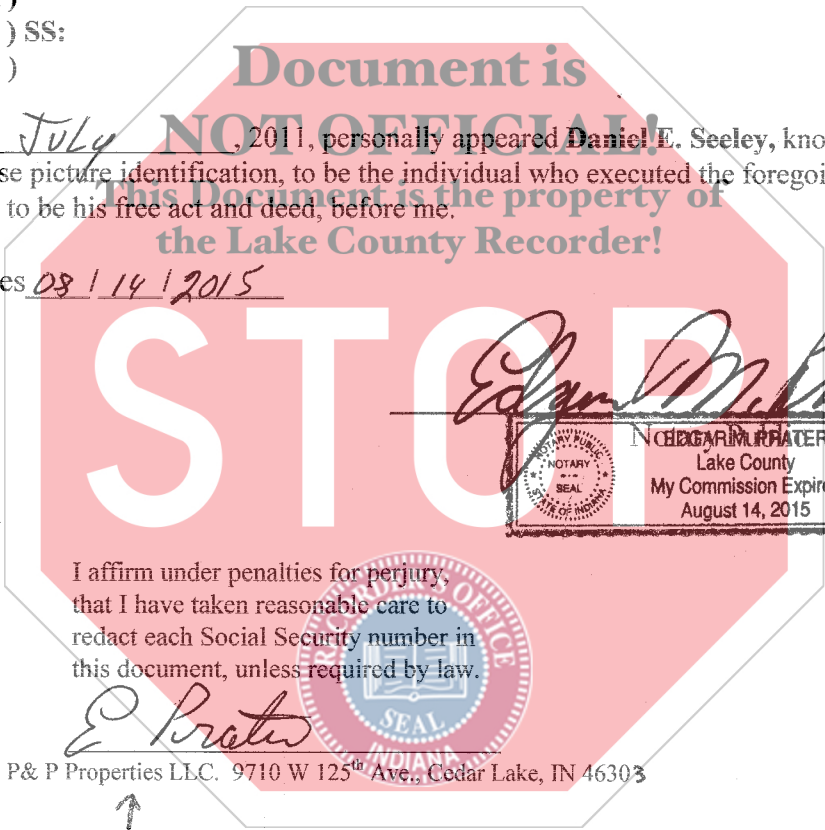 ) SS:
)
Document is
NOT OFFICIAL!
This Document is the property of
the Lake County Recorder!
July , 2011, personally appeared Daniel E. Seeley, kno
se picture identification, to be the individual who executed the foregoi
to be his free act and deed, before me.
es 08 / 14 / 2015
STOP
Edgar M.
Notary Public
EDGAR M PRATER
Lake County
My Commission Expire
August 14, 2015
NOTARY PUBLIC
NOTARY
SEAL
STATE OF INDIANA
I affirm under penalties for perjury,
that I have taken reasonable care to
redact each Social Security number in
this document, unless required by law.
RECORDER'S OFFICE
SEAL
INDIANA
E Prater
P& P Properties LLC. 9710 W 125th Ave., Cedar Lake, IN 46303